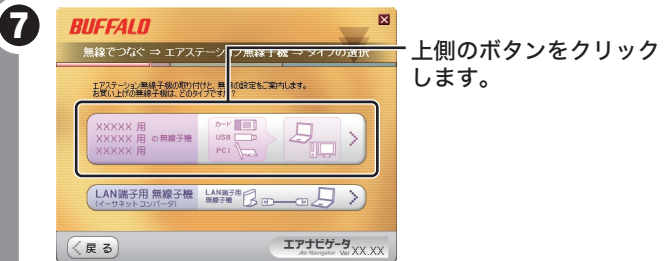 7
BUFFALO
無線でつなぐ ⇒ エアステーション無線子機 ⇒ タイプの選択
上側のボタンをクリック
します。
エアステーション無線子機の取り付けと、無線の設定をご案内します。
お買い上げの無線子機は、どのタイプですか？
XXXXX 用
XXXXX 用 の無線子機
XXXXX 用
カード
USB
PCI
LAN端子用 無線子機
(イーサネットコンバータ)
LAN端子用
無線子機
戻る
エアナビゲータ
Air Navigator Ver.XX.XX